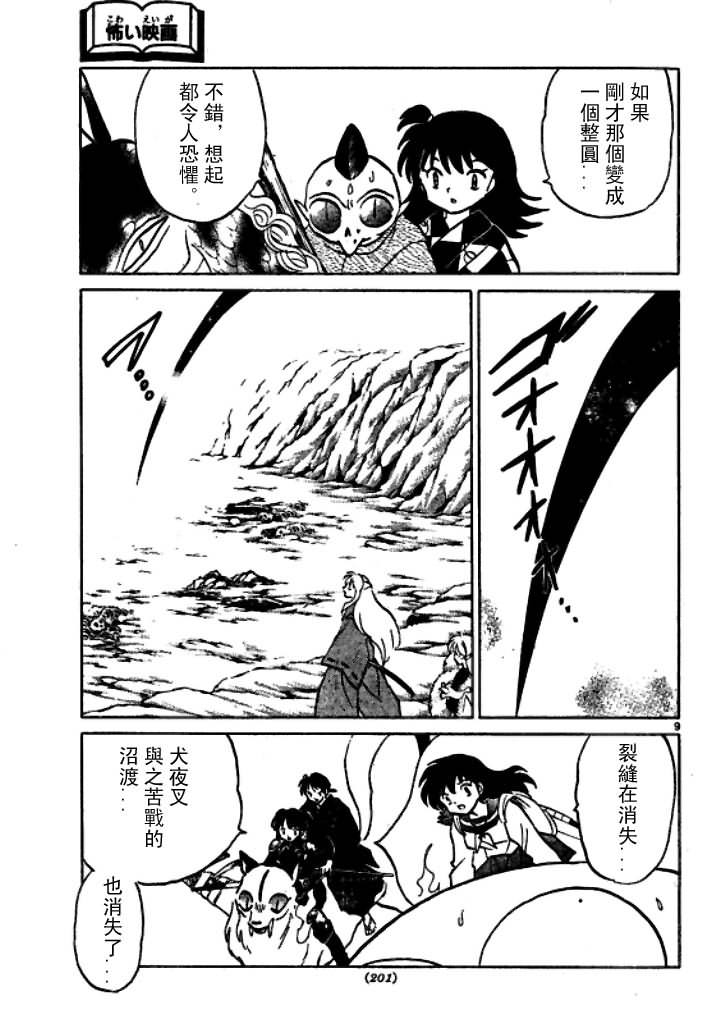 怖い映画
こわ えいが
如果
剛才那個變成
一個整圓...
不錯，想起
都令人恐懼。
ゴオオオオ...
9
裂縫在消失...
犬夜叉
與之苦戰的
沼渡...
也消失了...
(201)